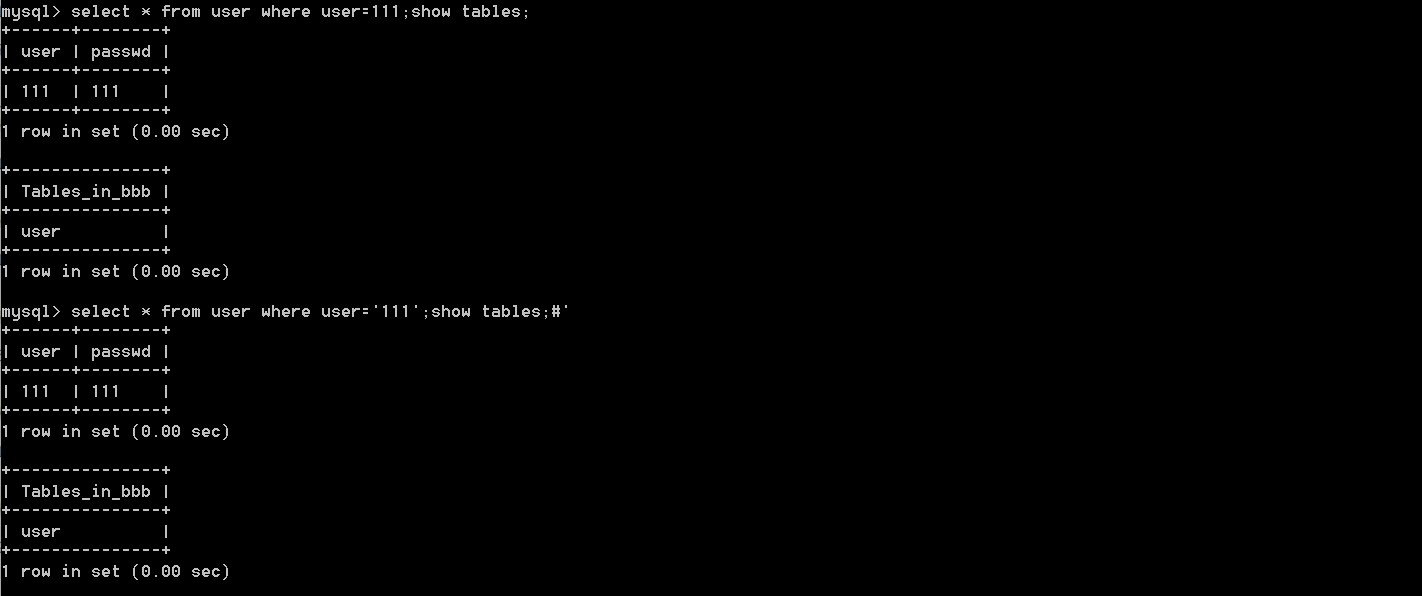 mysql> select * from user where user=111;show tables;
+------+--------+
| user | passwd |
+------+--------+
| 111  | 111    |
+------+--------+
1 row in set (0.00 sec)

+---------------+
| Tables_in_bbb |
+---------------+
| user          |
+---------------+
1 row in set (0.00 sec)

mysql> select * from user where user='111';show tables;#'
+------+--------+
| user | passwd |
+------+--------+
| 111  | 111    |
+------+--------+
1 row in set (0.00 sec)

+---------------+
| Tables_in_bbb |
+---------------+
| user          |
+---------------+
1 row in set (0.00 sec)